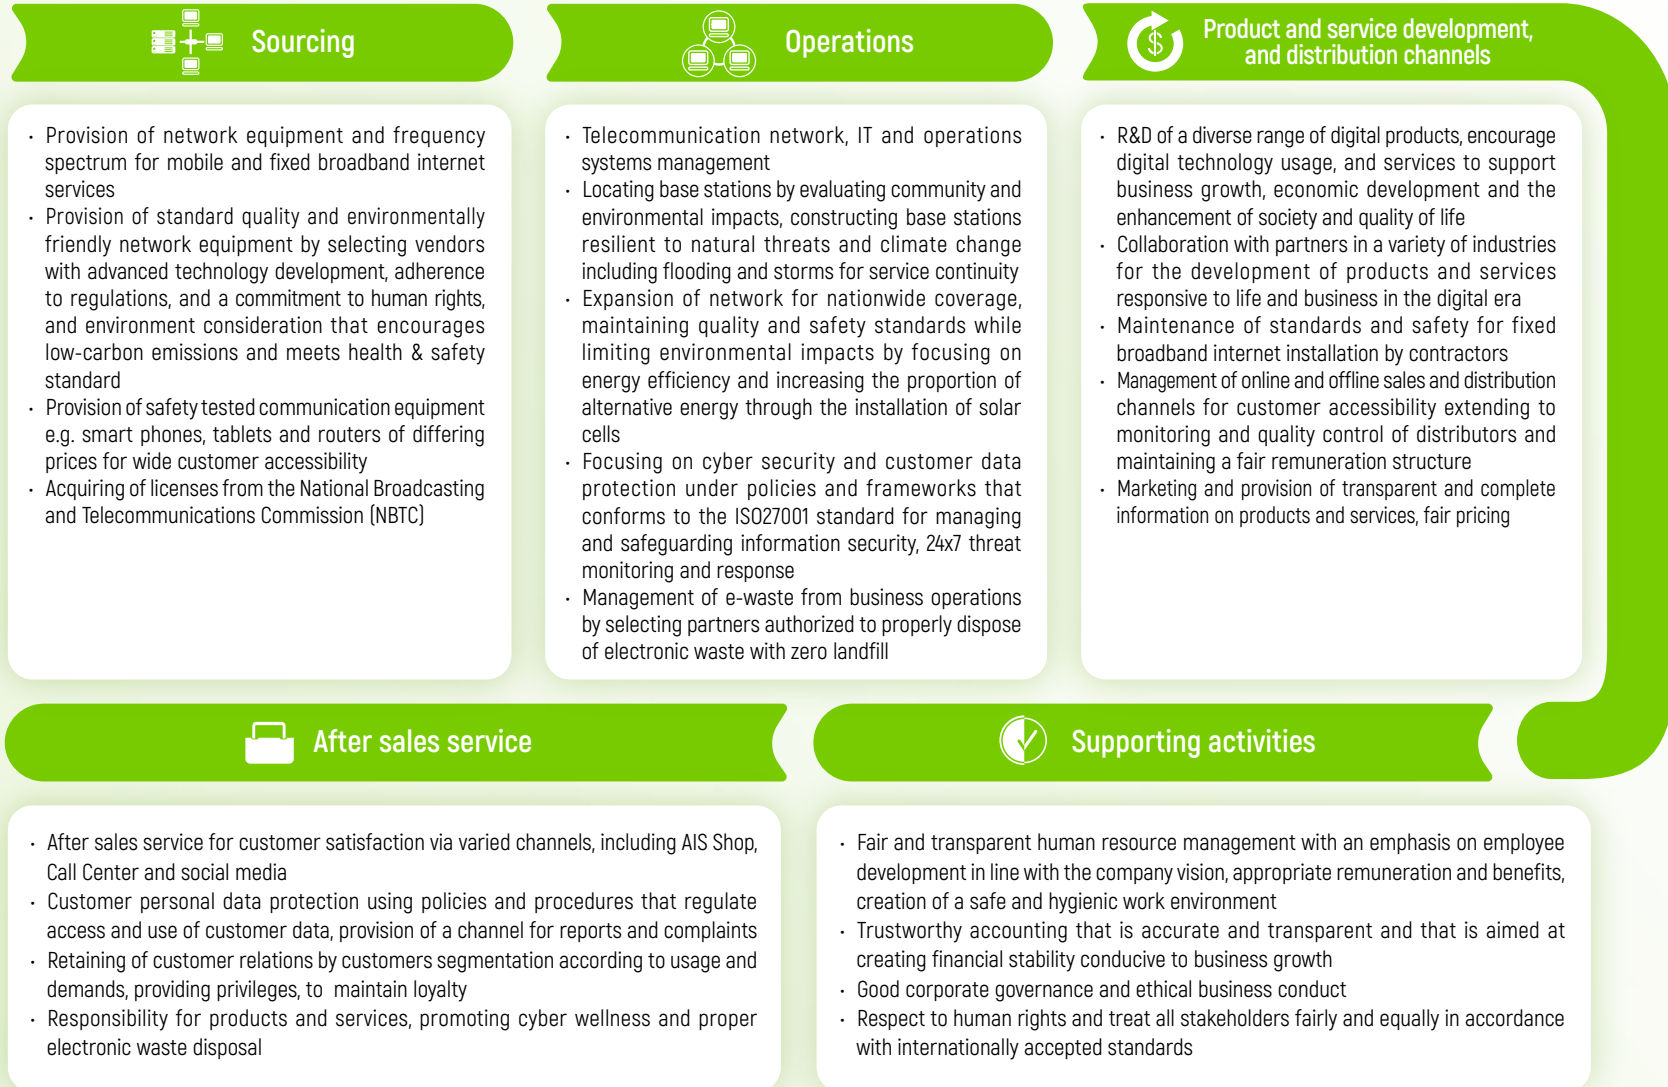 Sourcing
· Provision of network equipment and frequency
spectrum for mobile and fixed broadband internet
services
· Provision of standard quality and environmentally
friendly network equipment by selecting vendors
with advanced technology development, adherence
to regulations, and a commitment to human rights,
and environment consideration that encourages
low-carbon emissions and meets health & safety
standard
· Provision of safety tested communication equipment
e.g. smart phones, tablets and routers of differing
prices for wide customer accessibility
· Acquiring of licenses from the National Broadcasting
and Telecommunications Commission (NBTC)
Operations
· Telecommunication network, IT and operations
systems management
· Locating base stations by evaluating community and
environmental impacts, constructing base stations
resilient to natural threats and climate change
including flooding and storms for service continuity
· Expansion of network for nationwide coverage,
maintaining quality and safety standards while
limiting environmental impacts by focusing on
energy efficiency and increasing the proportion of
alternative energy through the installation of solar
cells
· Focusing on cyber security and customer data
protection under policies and frameworks that
conforms to the ISO27001 standard for managing
and safeguarding information security, 24x7 threat
monitoring and response
· Management of e-waste from business operations
by selecting partners authorized to properly dispose
of electronic waste with zero landfill
$
Product and service development,
and distribution channels
· R&D of a diverse range of digital products, encourage
digital technology usage, and services to support
business growth, economic development and the
enhancement of society and quality of life
· Collaboration with partners in a variety of industries
for the development of products and services
responsive to life and business in the digital era
· Maintenance of standards and safety for fixed
broadband internet installation by contractors
· Management of online and offline sales and distribution
channels for customer accessibility extending to
monitoring and quality control of distributors and
maintaining a fair remuneration structure
· Marketing and provision of transparent and complete
information on products and services, fair pricing
After sales service
· After sales service for customer satisfaction via varied channels, including AIS Shop,
Call Center and social media
· Customer personal data protection using policies and procedures that regulate
access and use of customer data, provision of a channel for reports and complaints
· Retaining of customer relations by customers segmentation according to usage and
demands, providing privileges, to maintain loyalty
· Responsibility for products and services, promoting cyber wellness and proper
electronic waste disposal
Supporting activities
· Fair and transparent human resource management with an emphasis on employee
development in line with the company vision, appropriate remuneration and benefits,
creation of a safe and hygienic work environment
· Trustworthy accounting that is accurate and transparent and that is aimed at
creating financial stability conducive to business growth
· Good corporate governance and ethical business conduct
· Respect to human rights and treat all stakeholders fairly and equally in accordance
with internationally accepted standards